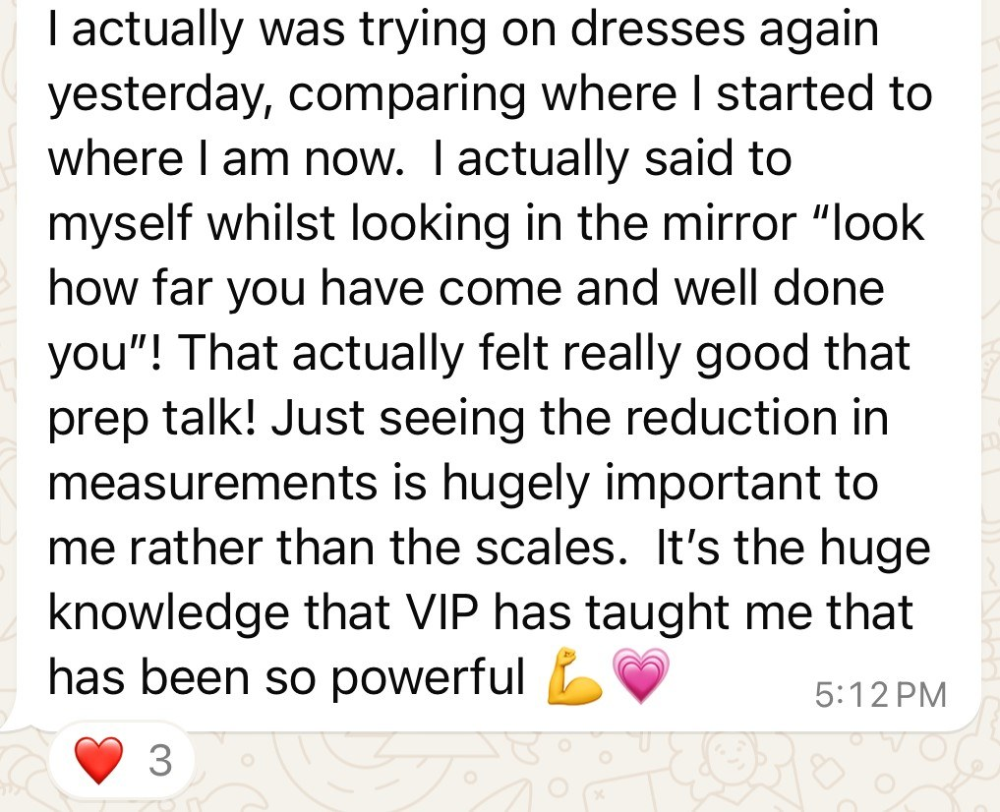 I actually was trying on dresses again
yesterday, comparing where I started to
where I am now.  I actually said to
myself whilst looking in the mirror “look
how far you have come and well done
you”! That actually felt really good that
prep talk! Just seeing the reduction in
measurements is hugely important to
me rather than the scales.  It’s the huge
knowledge that VIP has taught me that
has been so powerful 💪💗
5:12 PM
❤️ 3